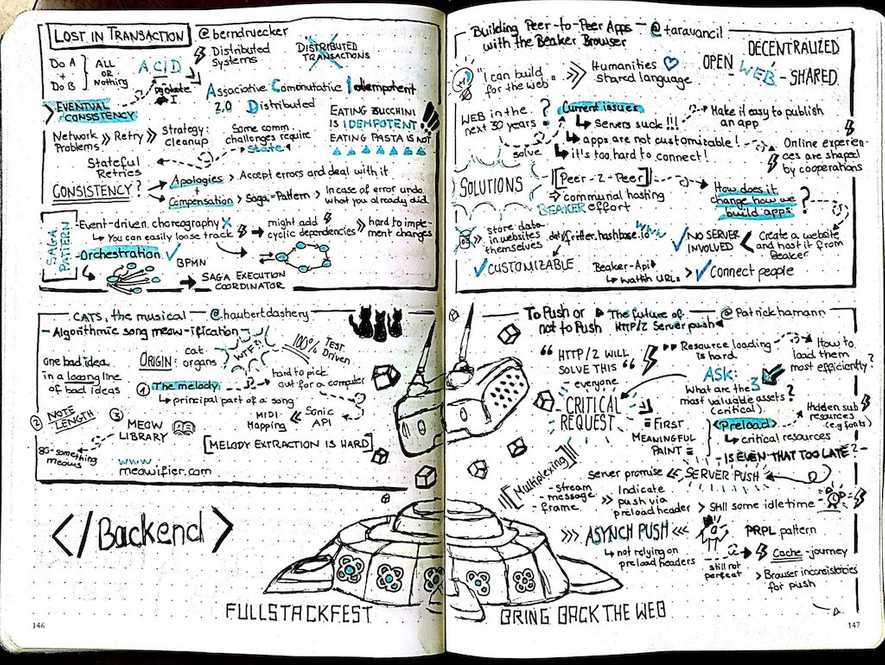 LOST IN TRANSACTION
@berndruecker
Do A
+
Do B
ALL
or
Nothing
ACID
Isolate
I
Distributed
Systems
DISTRIBUTED
TRANSACTIONS
Associative Commutative Idempotent
2.0 Distributed
EVENTUAL
CONSISTENCY
EATING ZUCCHINI
IS IDEMPOTENT
EATING PASTA IS NOT
!!!
Network
Problems
Retry
Strategy:
cleanup
Some comm.
challenges require
State
Stateful
Retries
CONSISTENCY?
Apologies
Accept errors and deal with it
Compensation
Saga-Pattern
In case of error undo
what you already did
SAGA
PATTERN
-Event-driven choreography X
You can easily loose track
might add
cyclic dependencies
hard to imple-
ment changes
-Orchestration
BPMN
SAGA EXECUTION
COORDINATOR
CATS, the musical
@haubertdashery
- Algorithmic song meow-ification -
one bad idea
in a looong line
of bad ideas
ORIGIN:
cat
organs
WTF?!
100%
TEST
DRIVEN
1 The melody
principal part of a song
hard to pick
out for a computer
Sonic
API
MIDI
Mapping
2 NOTE
LENGTH
3 MEOW
LIBRARY
[MELODY EXTRACTION IS HARD]
80-something
meows
www
meowifier.com
</Backend>
FULLSTACKFEST
146
Building Peer-to-Peer Apps
with the Beaker Browser
@taravancil
"I can build
for the web"
Humanities
shared language
DECENTRALIZED
OPEN WEB - SHARED
WEB in the
next 30 years
?
!
solve
Current issues
Servers suck!!!
apps are not customizable!
it's too hard to connect!
Make it easy to publish
an app
Online experien-
ces are shaped
by cooperations
SOLUTIONS
[Peer-2-Peer]
communal hosting
effort
BEAKER
How does it
change how we
build apps
?
store data
in websites
themselves
dat://fritter.hashbase.io
www
NO SERVER
INVOLVED
Create a website
and host it from
Beaker
CUSTOMIZABLE
Beaker-Api
watch URLs
Connect people
To Push or
not to Push
The future of
HTTP/2 Server push
@Patrickhamann
"HTTP/2 WILL
SOLVE THIS"
everyone
Resource loading
is hard
How to
load them
most efficiently?
ASK:
What are the 3
most valuable assets?
(critical)
CRITICAL
REQUEST
= FIRST
MEANINGFUL
PAINT =
<Preload>
critical resources
Hidden sub
resources
(e.g fonts)
- IS EVEN THAT TOO LATE? -
[Multiplexing]
- stream
- message
- frame
Server promise
SERVER PUSH
Indicate
push via
preload header
Still some idle time
>>> ASYNCH PUSH <<<
not relying on
preload headers
PRPL pattern
still not
perfect
Cache -journey
Browser inconsistencies
for push
BRING BACK THE WEB
147